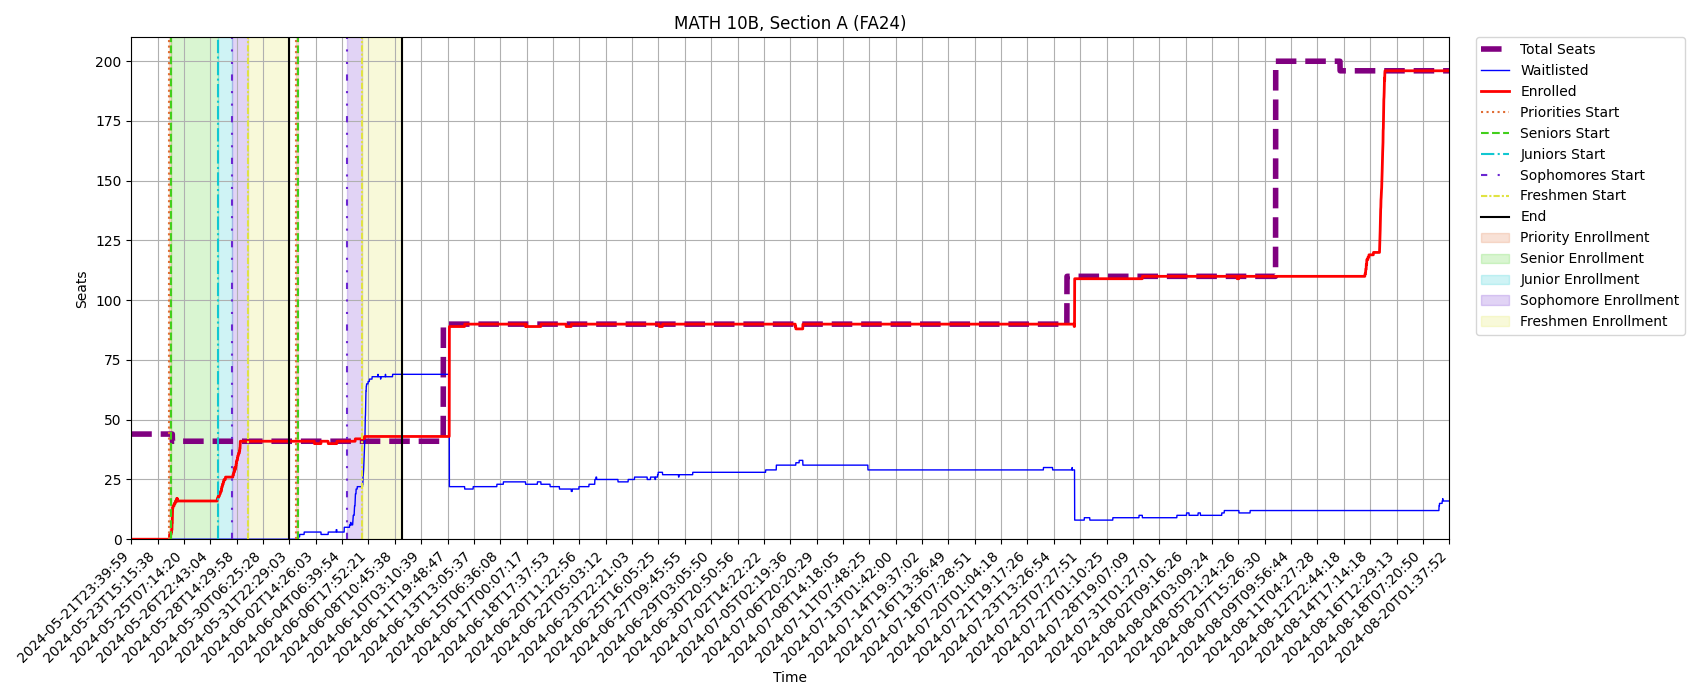 MATH 10B, Section A (FA24)
200
175
150
125
100
75
50
25
0
Seats
2024-05-21T23:39:59
2024-05-23T15:15:38
2024-05-25T07:14:20
2024-05-26T22:43:04
2024-05-28T14:29:58
2024-05-30T06:25:28
2024-05-31T22:29:03
2024-06-02T14:26:03
2024-06-04T06:39:54
2024-06-06T17:52:21
2024-06-08T10:45:38
2024-06-10T03:10:39
2024-06-11T19:48:47
2024-06-13T13:05:37
2024-06-15T06:36:08
2024-06-17T00:07:17
2024-06-18T17:37:53
2024-06-20T11:22:56
2024-06-22T05:03:12
2024-06-23T22:21:03
2024-06-25T16:05:25
2024-06-27T09:45:55
2024-06-29T03:05:50
2024-06-30T20:50:56
2024-07-02T14:22:22
2024-07-05T02:19:36
2024-07-06T20:20:29
2024-07-08T14:18:05
2024-07-11T07:48:25
2024-07-13T01:42:00
2024-07-14T19:37:02
2024-07-16T13:36:49
2024-07-18T07:28:51
2024-07-20T01:04:18
2024-07-21T19:17:26
2024-07-23T13:26:54
2024-07-25T07:27:51
2024-07-27T01:10:25
2024-07-28T19:07:09
2024-07-31T01:27:01
2024-08-02T09:16:26
2024-08-04T03:09:24
2024-08-05T21:24:26
2024-08-07T15:26:30
2024-08-09T09:56:44
2024-08-11T04:27:28
2024-08-12T22:44:18
2024-08-14T17:14:18
2024-08-16T12:29:13
2024-08-18T07:20:50
2024-08-20T01:37:52
Time
Total Seats
Waitlisted
Enrolled
Priorities Start
Seniors Start
Juniors Start
Sophomores Start
Freshmen Start
End
Priority Enrollment
Senior Enrollment
Junior Enrollment
Sophomore Enrollment
Freshmen Enrollment